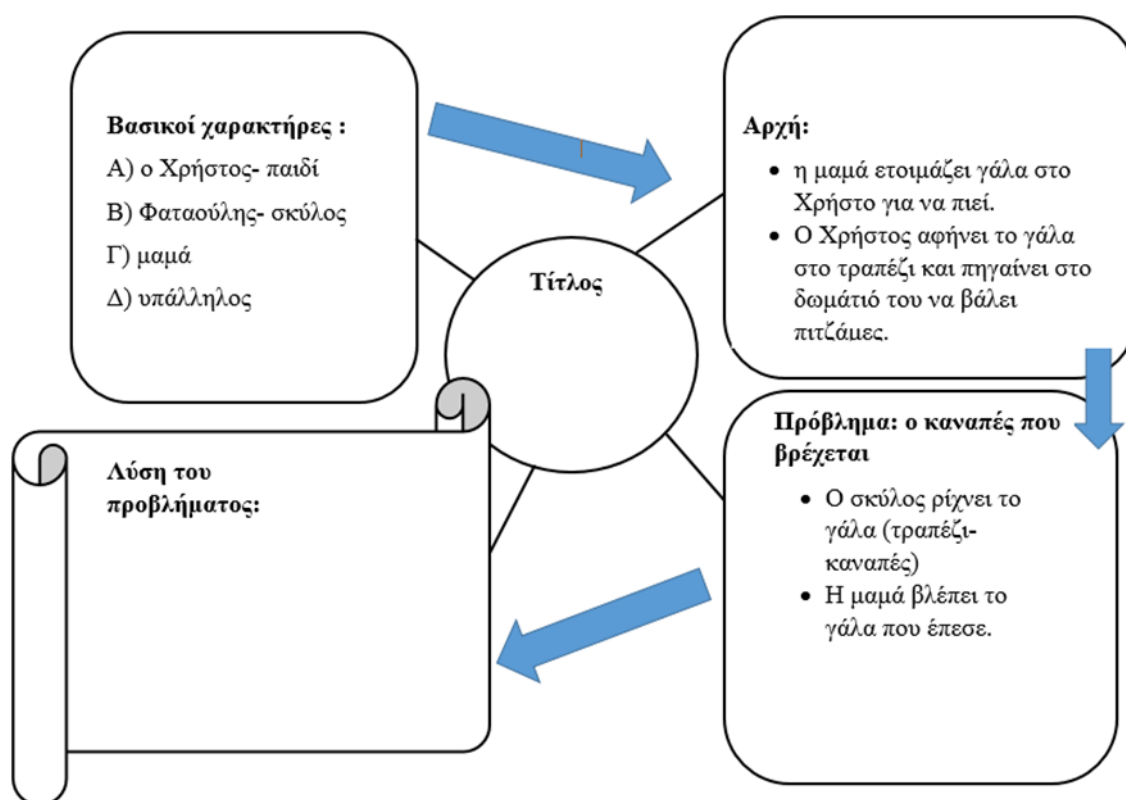 Βασικοί χαρακτήρες :
Α) ο Χρήστος- παιδί
Β) Φαταούλης- σκύλος
Γ) μαμά
Δ) υπάλληλος
Τίτλος
Αρχή:
• η μαμά ετοιμάζει γάλα στο
Χρήστο για να πιεί.
• Ο Χρήστος αφήνει το γάλα
στο τραπέζι και πηγαίνει στο
δωμάτιό του να βάλει
πιτζάμες.
Πρόβλημα: ο καναπές που
βρέχεται
• Ο σκύλος ρίχνει το
γάλα (τραπέζι-
καναπές)
• Η μαμά βλέπει το
γάλα που έπεσε.
Λύση του
προβλήματος: